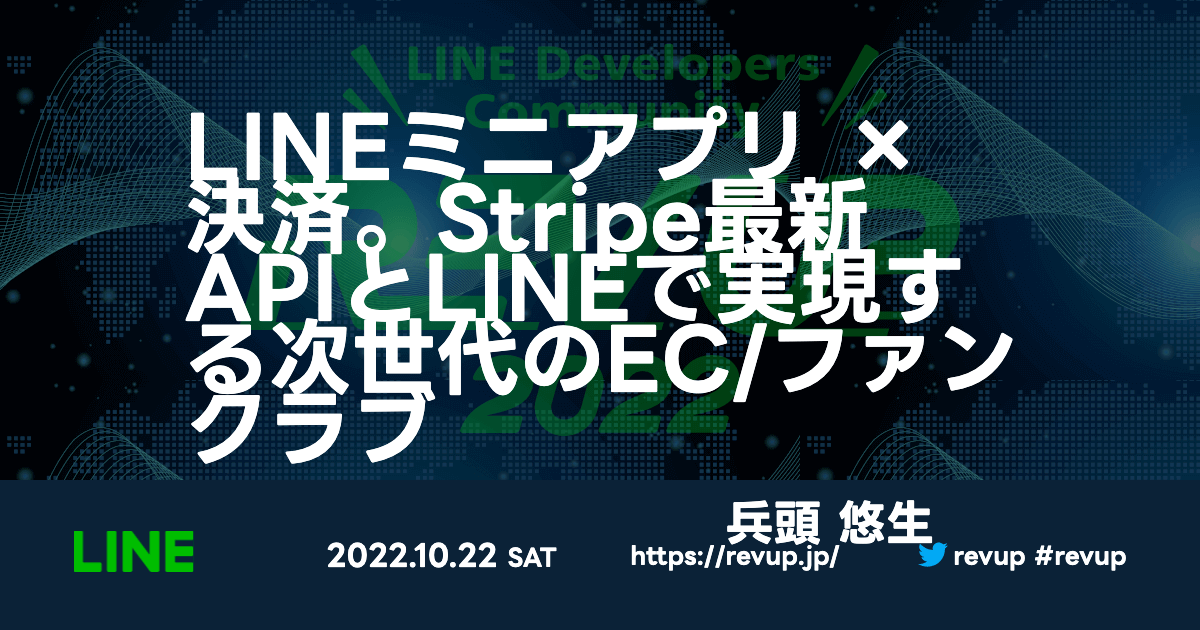 LINE Developers
Community
LINEミニアプリ ×
決済。Stripe最新
APIとLINEで実現す
る次世代のEC/ファン
クラブ
2022
兵頭 悠生
LINE
2022.10.22 SAT
https://revup.jp/
revup #revup